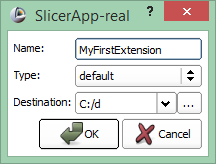 SlicerApp-real ?
Name: MyFirstExtension
Type: default
Destination: C:/d ...
OK Cancel